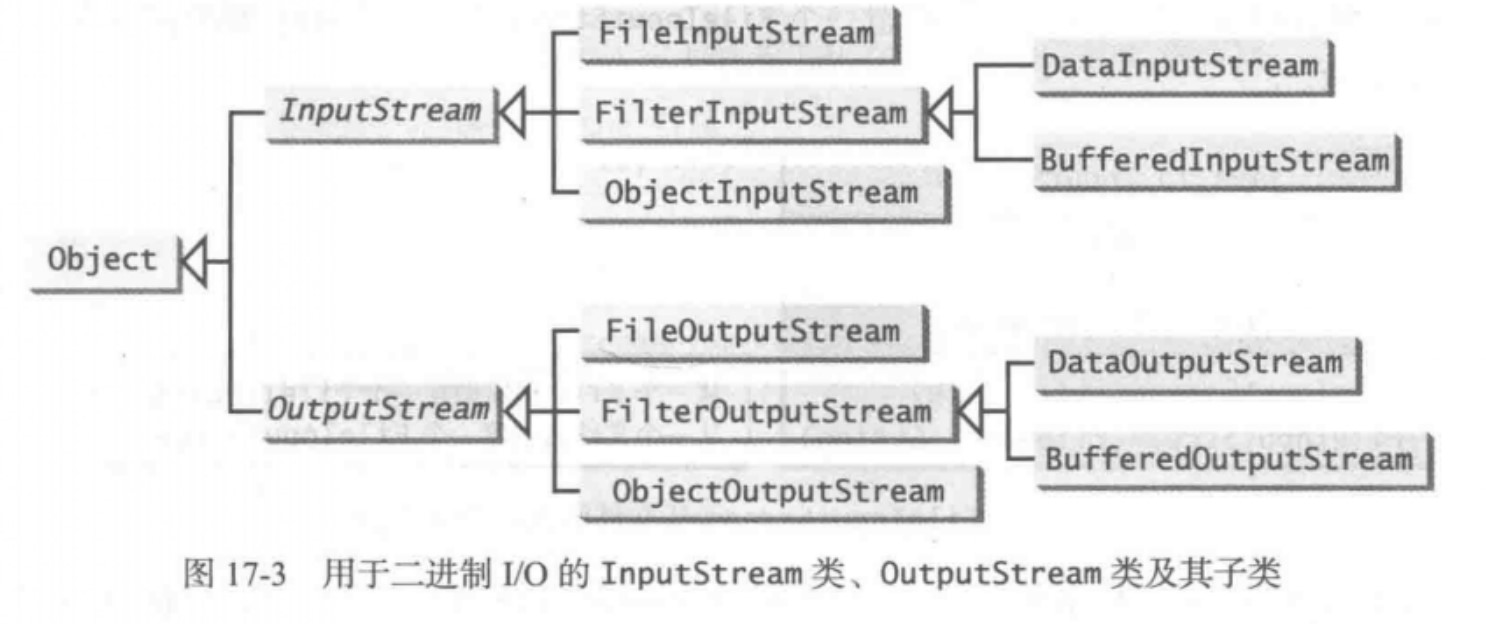 FileInputStream
DataInputStream
InputStream
FilterInputStream
BufferedInputStream
ObjectInputStream
Object
FileOutputStream
DataOutputStream
OutputStream
FilterOutputStream
BufferedOutputStream
ObjectOutputStream
图 17-3 用于二进制 I/O 的 InputStream 类、OutputStream 类及其子类